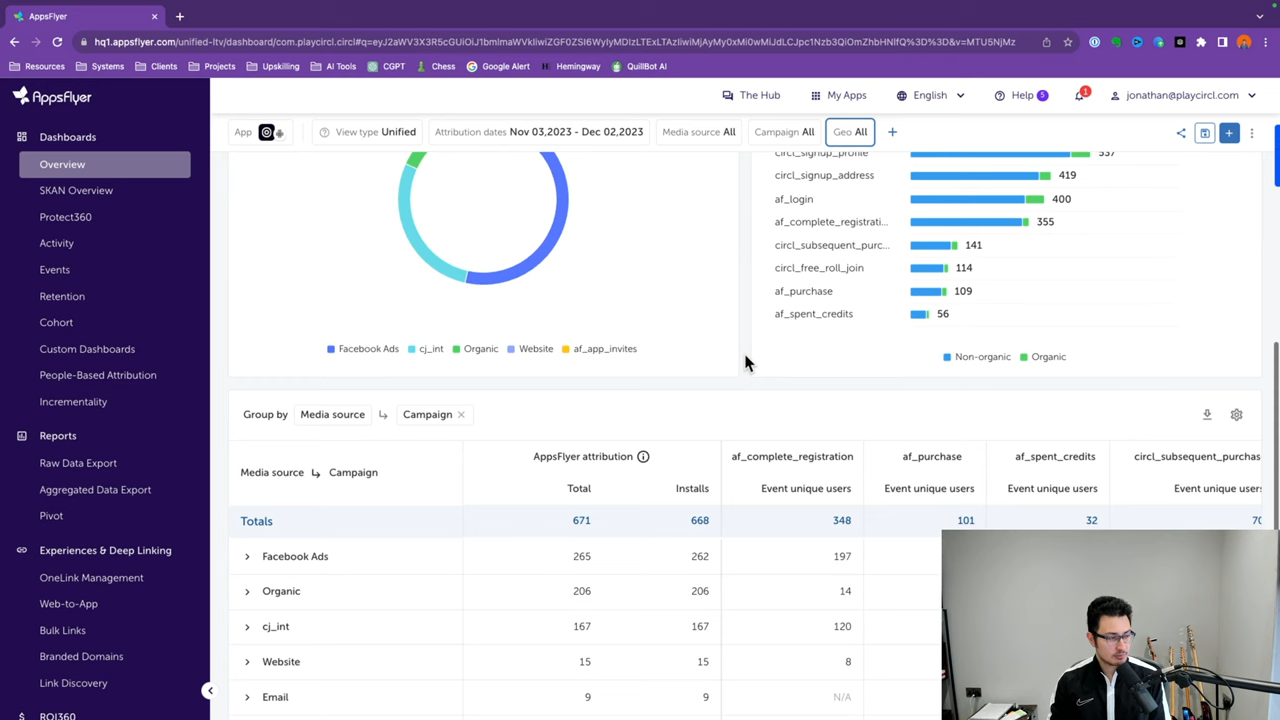 AppsFlyer
hq1.appsflyer.com/unified-ltv/dashboard/com.playcircl.circl#q=eyJ2aWV3X3R5cGUiOiJ1bmlmaWVkIiwiZGF0ZSI6WyIyMDIzLTExLTAzIiwiMjAyMy0xMi0wMiJdLCJpc1Nzb3QiOmZhbHNlfQ%3D%3D&v=MTU5NjMz
Resources
Systems
Clients
Projects
Upskilling
AI Tools
CGPT
Chess
Google Alert
Hemingway
QuillBot AI
AppsFlyer
The Hub
My Apps
English
Help 5
1
jonathan@playcircl.com
App
View type Unified
Attribution dates Nov 03,2023 - Dec 02,2023
Media source All
Campaign All
Geo All
Dashboards
Overview
SKAN Overview
Protect360
Activity
Events
Retention
Cohort
Custom Dashboards
People-Based Attribution
Incrementality
Reports
Raw Data Export
Aggregated Data Export
Pivot
Experiences & Deep Linking
OneLink Management
Web-to-App
Bulk Links
Branded Domains
Link Discovery
ROI360
Facebook Ads
cj_int
Organic
Website
af_app_invites
circl_signup_profile 537
circl_signup_address 419
af_login 400
af_complete_registrati... 355
circl_subsequent_purc... 141
circl_free_roll_join 114
af_purchase 109
af_spent_credits 56
Non-organic
Organic
Group by Media source Campaign
Media source Campaign
AppsFlyer attribution
af_complete_registration
af_purchase
af_spent_credits
circl_subsequent_purchas
Total
Installs
Event unique users
Event unique users
Event unique users
Event unique users
Totals 671 668 348 101 32 70
Facebook Ads 265 262 197
Organic 206 206 14
cj_int 167 167 120
Website 15 15 8
Email 9 9 N/A